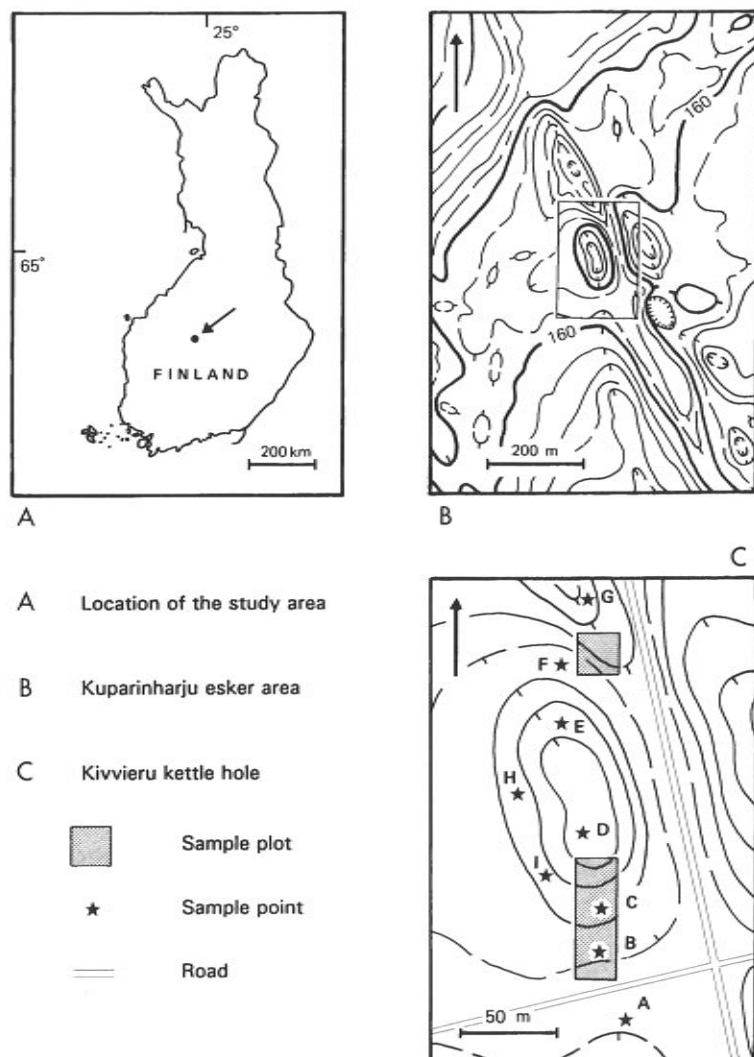 25°
65°
FINLAND
200 km
A
160
160
200 m
B
A Location of the study area
B Kuparinharju esker area
C Kivvieru kettle hole
Sample plot
Sample point
Road
C
G
F
E
H
D
I
C
B
A
50 m